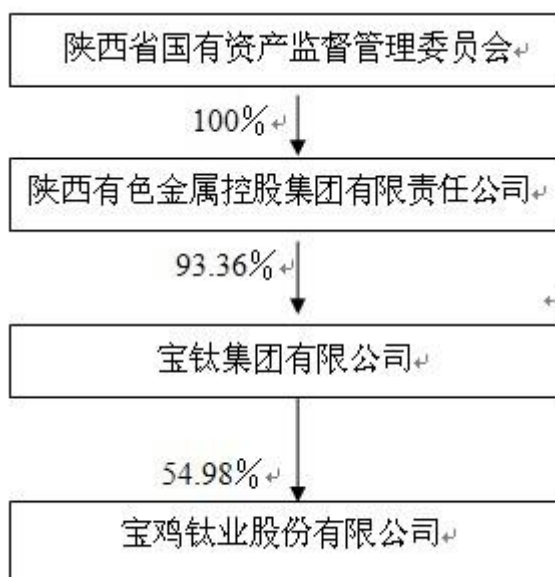 陕西省国有资产监督管理委员会
100%
陕西有色金属控股集团有限责任公司
93.36%
宝钛集团有限公司
54.98%
宝鸡钛业股份有限公司